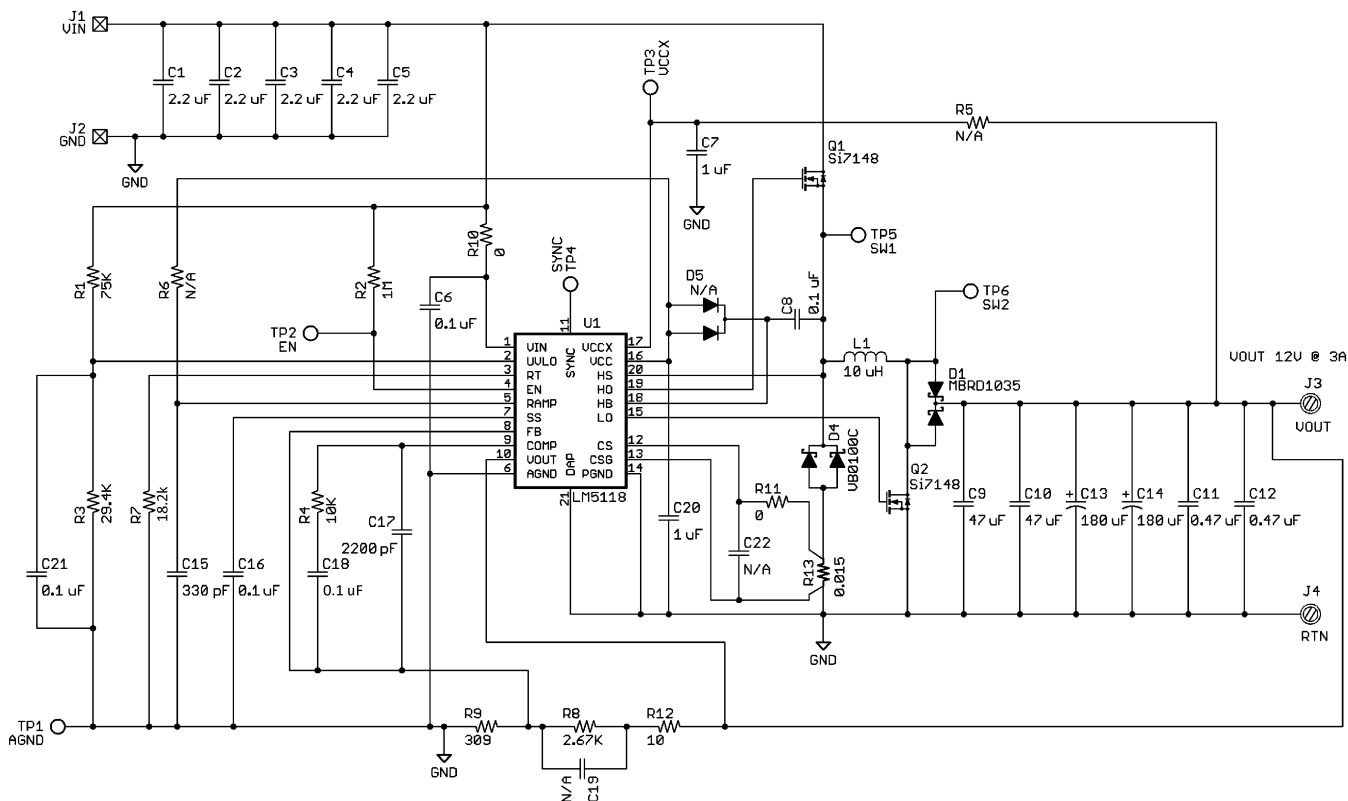 J1
VIN
J2
GND
C1
2.2 uF
C2
2.2 uF
C3
2.2 uF
C4
2.2 uF
C5
2.2 uF
GND
TP3
VCCX
C7
1 uF
GND
R5
N/A
Q1
Si7148
TP5
SW1
R10
0
R1
75K
R6
N/A
R2
1M
TP2
EN
C6
0.1 uF
SYNC
TP4
D5
N/A
C8
0.1 uF
TP6
SW2
U1
11
SYNC
1 VIN
2 UVLO
3 RT
4 EN
5 RAMP
7 SS
8 FB
9 COMP
10 VOUT
6 AGND
VCCX 17
VCC 16
HS 20
HO 19
HB 18
LO 15
CS 12
CSG 13
PGND 14
DAP
21
LM5118
L1
10 uH
D1
MBRD1035
VOUT 12V @ 3A
J3
VOUT
D4
VB0100C
Q2
Si7148
R3
29.4K
R7
18.2k
R4
10K
C17
2200 pF
C18
0.1 uF
C21
0.1 uF
C15
330 pF
C16
0.1 uF
C20
1 uF
R11
0
C22
N/A
R13
0.015
C9
47 uF
C10
47 uF
C13
+
180 uF
C14
+
180 uF
C11
0.47 uF
C12
0.47 uF
J4
RTN
GND
TP1
AGND
R9
309
R8
2.67K
R12
10
GND
N/A
C19